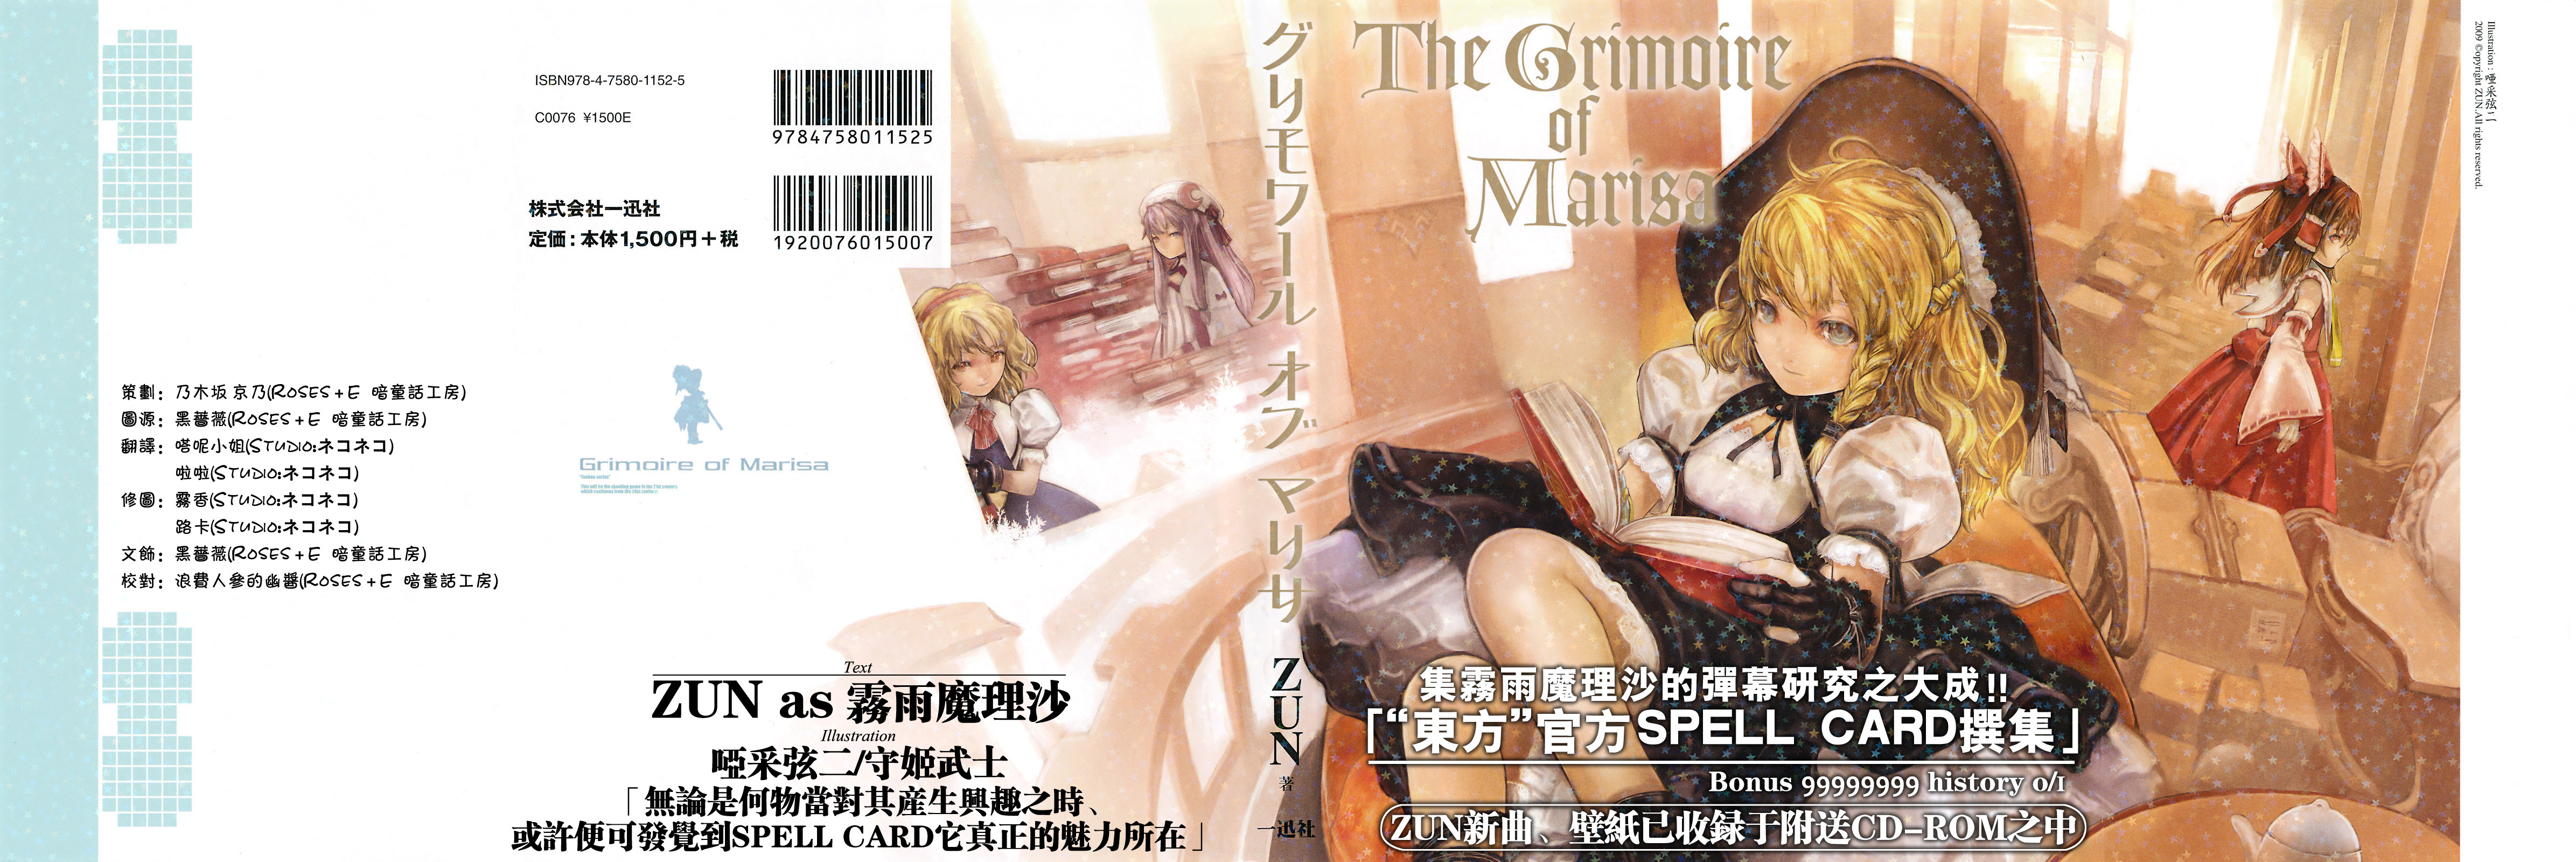 策劃：乃木坂 京乃(ROSES+E 暗童話工房)
圖源：黑薔薇(ROSES+E 暗童話工房)
翻譯：嗒呢小姐(STUDIO:ネコネコ)
啦啦(STUDIO:ネコネコ)
修圖：霧香(STUDIO:ネコネコ)
路卡(STUDIO:ネコネコ)
文飾：黑薔薇(ROSES+E 暗童話工房)
校對：浪費人參的幽醬(ROSES+E 暗童話工房)
ISBN978-4-7580-1152-5
C0076 ¥1500E
9784758011525
株式会社一迅社
定価：本体1,500円＋税
1920076015007
Grimoire of Marisa
Text
ZUN as 霧雨魔理沙
Illustration
唖采弦二/守姬武士
「無論是何物當對其産生興趣之時、
或許便可發覺到SPELL CARD它真正的魅力所在」
グリモワール オブ マリサ
ZUN
著
一迅社
The Grimoire
of
Marisa
集霧雨魔理沙的彈幕研究之大成!!
「“東方”官方SPELL CARD撰集」
Bonus 99999999 history 0/1
ZUN新曲、壁紙已收録于附送CD-ROM之中
Illustration：唖采弦二
2009 ©opyright ZUN.All rights reserved.